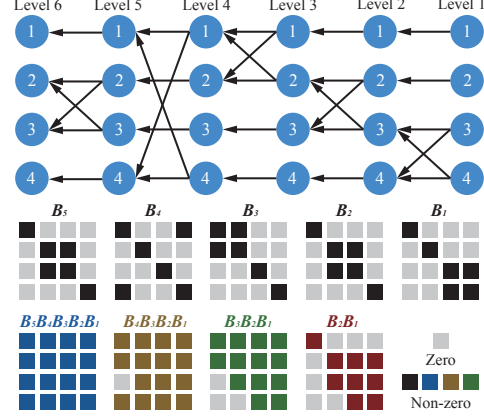 Level 6 Level 5 Level 4 Level 3 Level 2 Level 1
1 1 1 1 1 1
2 2 2 2 2 2
3 3 3 3 3 3
4 4 4 4 4 4
B₅ B₄ B₃ B₂ B₁
B₅B₄B₃B₂B₁ B₄B₃B₂B₁ B₃B₂B₁ B₂B₁
Zero
Non-zero